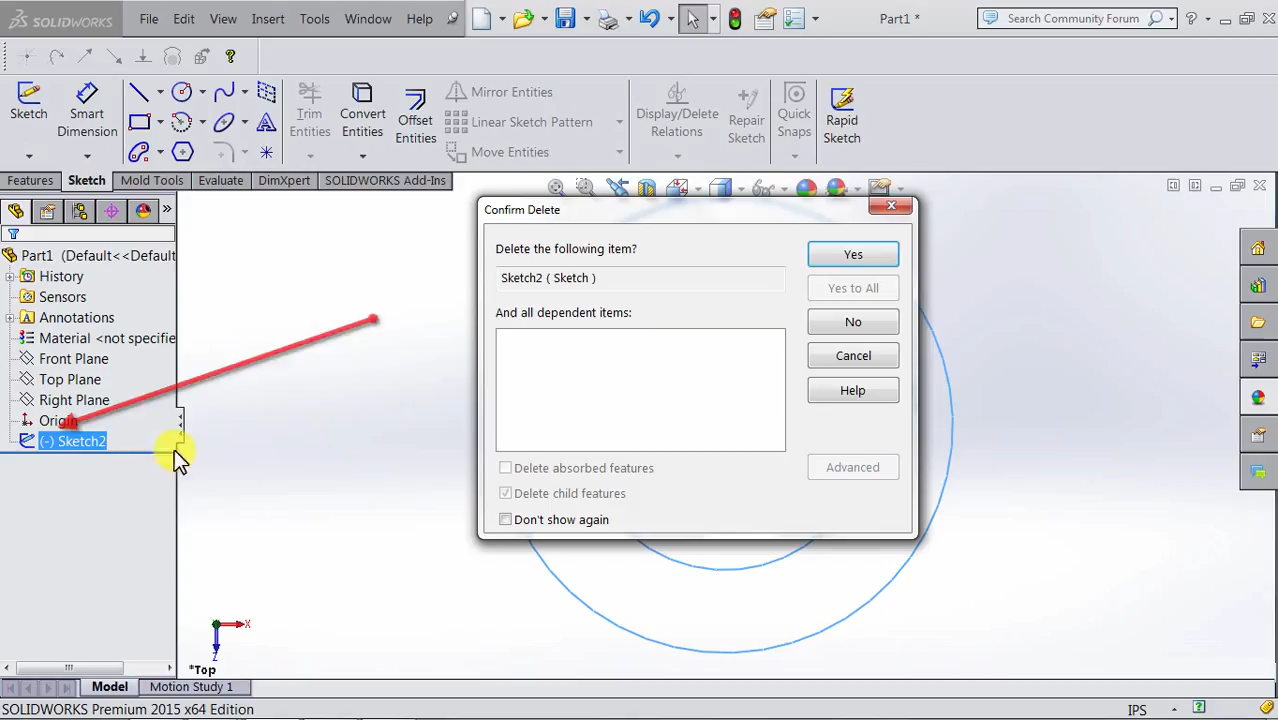 SOLIDWORKS File Edit View Insert Tools Window Help Part1 * Search Community Forum
Sketch Smart Dimension Trim Entities Convert Entities Offset Entities Mirror Entities Linear Sketch Pattern Move Entities Display/Delete Relations Repair Sketch Quick Snaps Rapid Sketch
Features Sketch Mold Tools Evaluate DimXpert SOLIDWORKS Add-Ins
Part1 (Default<<Default
History
Sensors
Annotations
Material <not specifie
Front Plane
Top Plane
Right Plane
Origin
(-) Sketch2
Confirm Delete
Delete the following item?
Yes
Sketch2 ( Sketch )
Yes to All
And all dependent items:
No
Cancel
Help
Delete absorbed features
Advanced
Delete child features
Don't show again
X
Z
*Top
Model Motion Study 1
SOLIDWORKS Premium 2015 x64 Edition IPS